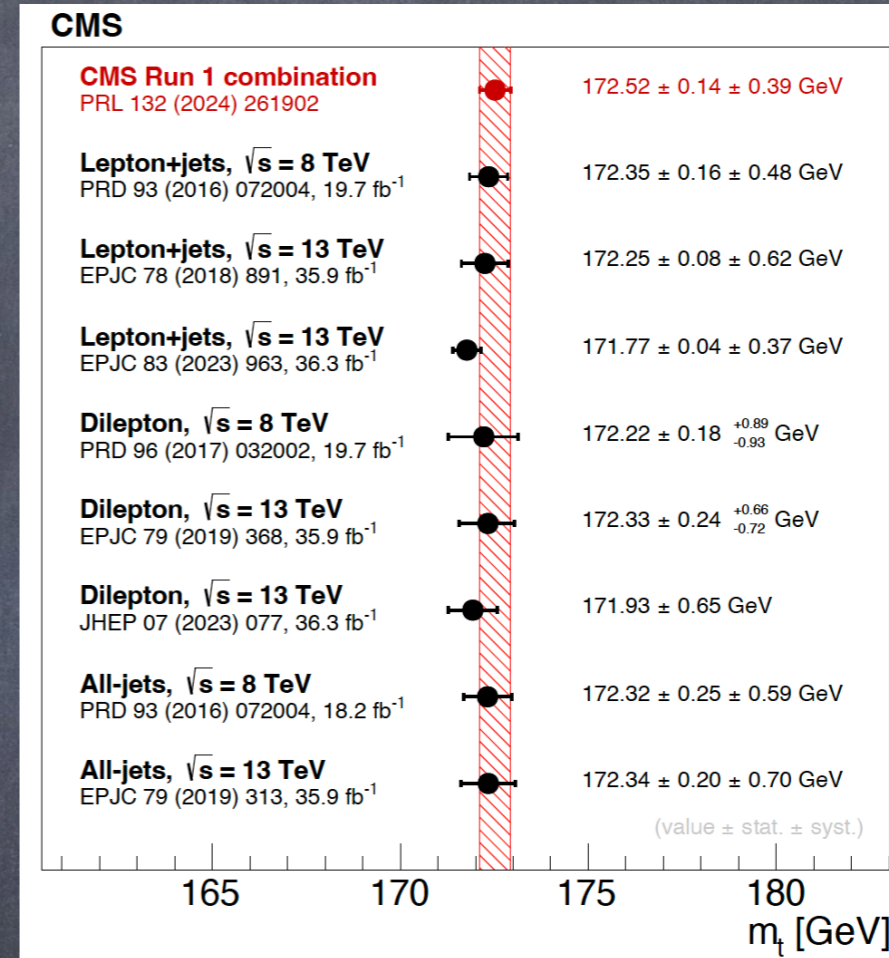 CMS
CMS Run 1 combination
PRL 132 (2024) 261902
172.52 ± 0.14 ± 0.39 GeV
Lepton+jets, √s = 8 TeV
PRD 93 (2016) 072004, 19.7 fb⁻¹
172.35 ± 0.16 ± 0.48 GeV
Lepton+jets, √s = 13 TeV
EPJC 78 (2018) 891, 35.9 fb⁻¹
172.25 ± 0.08 ± 0.62 GeV
Lepton+jets, √s = 13 TeV
EPJC 83 (2023) 963, 36.3 fb⁻¹
171.77 ± 0.04 ± 0.37 GeV
Dilepton, √s = 8 TeV
PRD 96 (2017) 032002, 19.7 fb⁻¹
172.22 ± 0.18 +0.89 -0.93 GeV
Dilepton, √s = 13 TeV
EPJC 79 (2019) 368, 35.9 fb⁻¹
172.33 ± 0.24 +0.66 -0.72 GeV
Dilepton, √s = 13 TeV
JHEP 07 (2023) 077, 36.3 fb⁻¹
171.93 ± 0.65 GeV
All-jets, √s = 8 TeV
PRD 93 (2016) 072004, 18.2 fb⁻¹
172.32 ± 0.25 ± 0.59 GeV
All-jets, √s = 13 TeV
EPJC 79 (2019) 313, 35.9 fb⁻¹
172.34 ± 0.20 ± 0.70 GeV
(value ± stat. ± syst.)
165 170 175 180
mₜ [GeV]